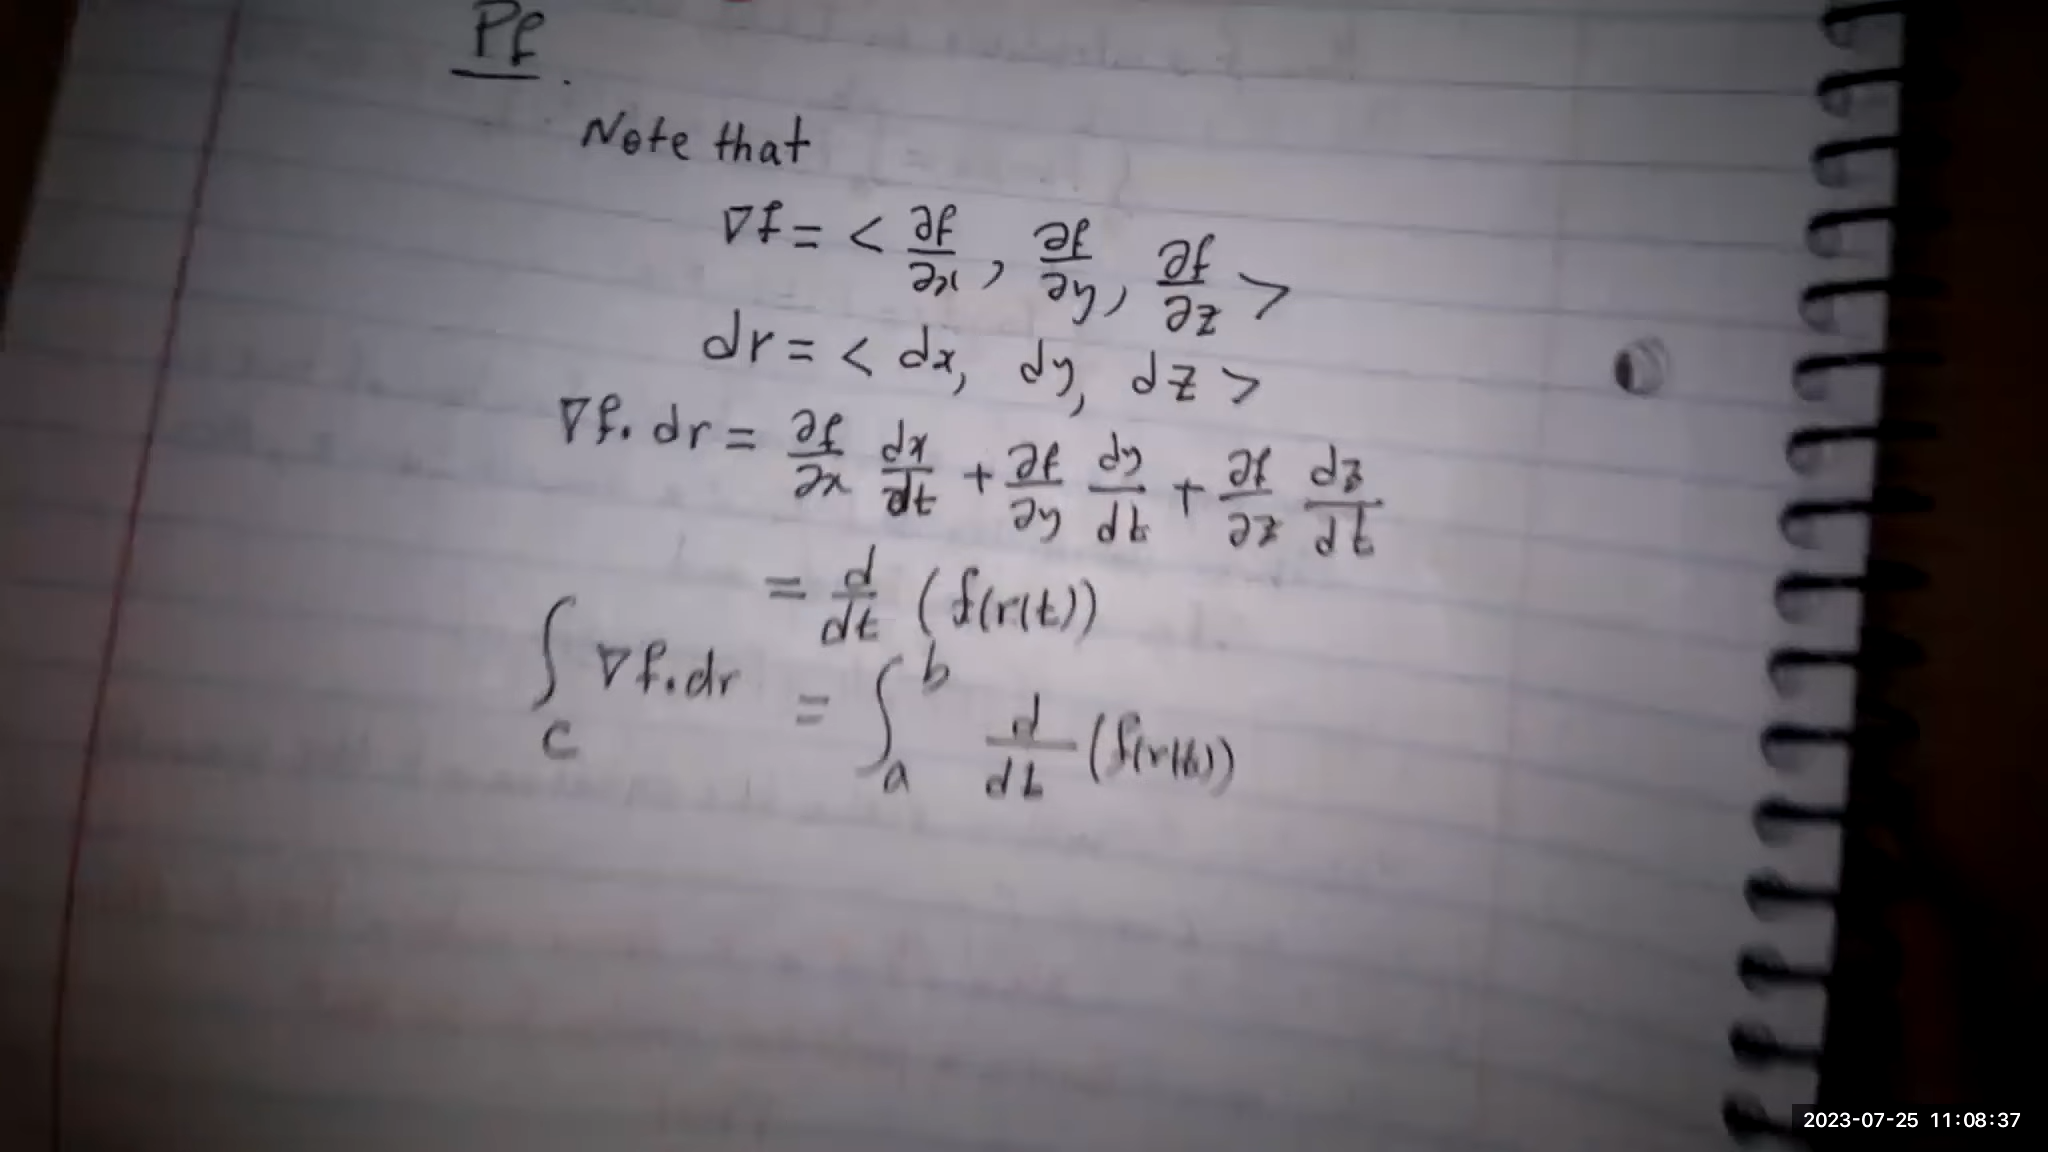 Pf.
Note that
∇f = < ∂f/∂x, ∂f/∂y, ∂f/∂z >
dr = < dx, dy, dz >
∇f. dr = ∂f/∂x dx/dt + ∂f/∂y dy/dt + ∂f/∂z dz/dt
= d/dt (f(r(t))
∫_C ∇f.dr = ∫_a^b d/dt (f(r(t))
2023-07-25 11:08:37